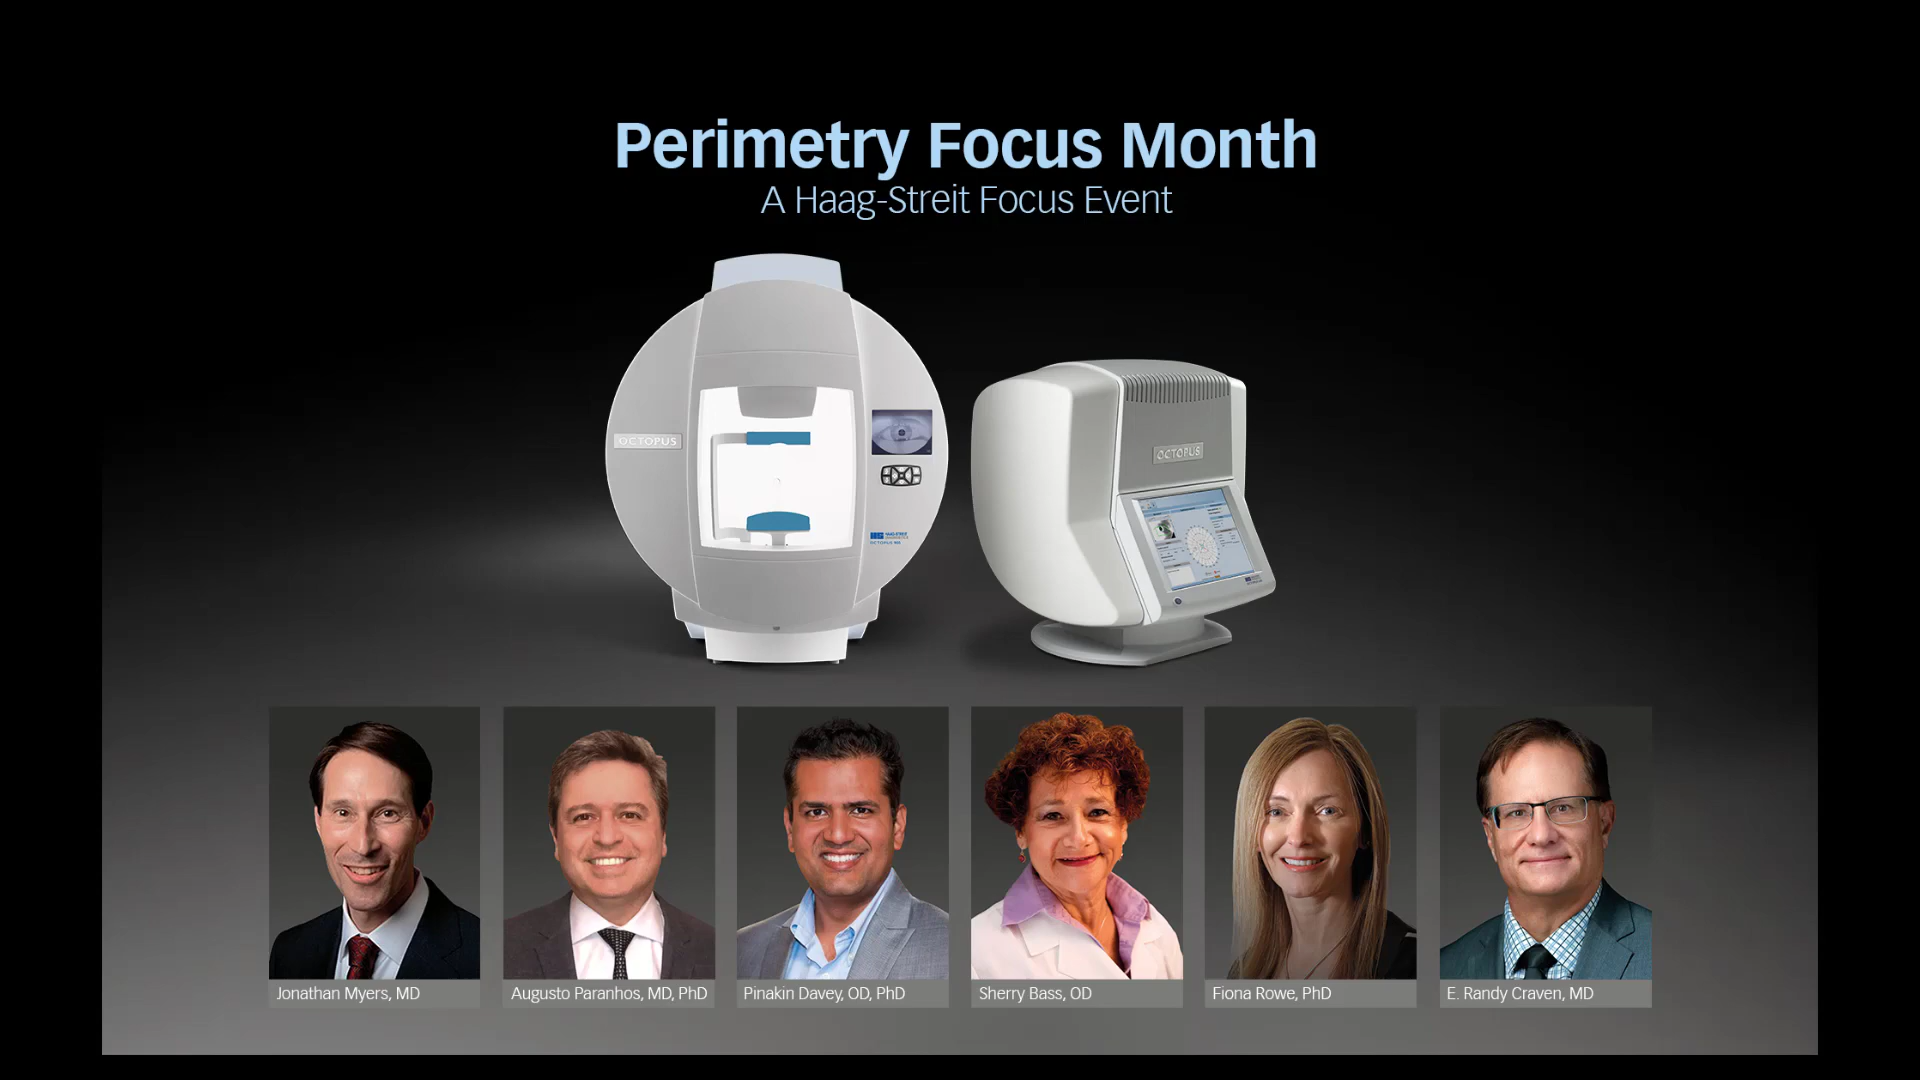 Perimetry Focus Month
A Haag-Streit Focus Event
OCTOPUS
OCTOPUS
Jonathan Myers, MD
Augusto Paranhos, MD, PhD
Pinakin Davey, OD, PhD
Sherry Bass, OD
Fiona Rowe, PhD
E. Randy Craven, MD